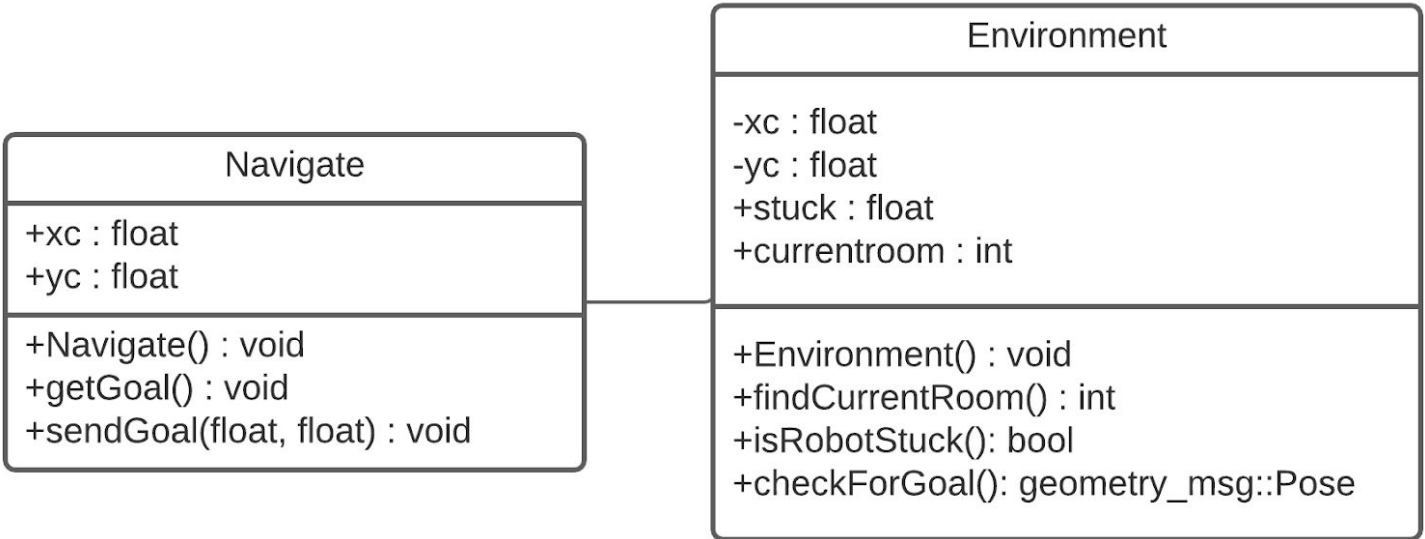 Navigate
+xc : float
+yc : float
+Navigate() : void
+getGoal() : void
+sendGoal(float, float) : void
Environment
-xc : float
-yc : float
+stuck : float
+currentroom : int
+Environment() : void
+findCurrentRoom() : int
+isRobotStuck(): bool
+checkForGoal(): geometry_msg::Pose